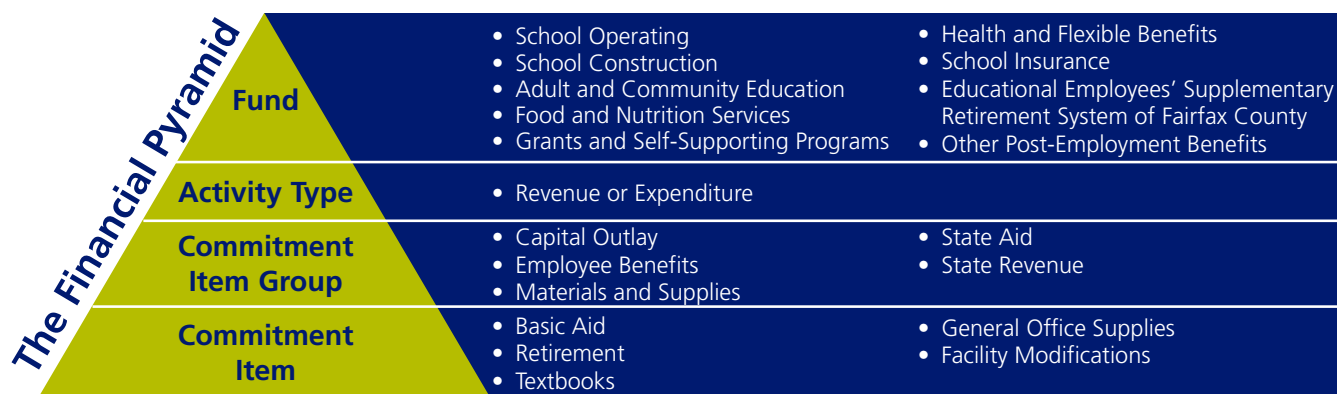 The Financial Pyramid
Fund
• School Operating
• School Construction
• Adult and Community Education
• Food and Nutrition Services
• Grants and Self-Supporting Programs
• Health and Flexible Benefits
• School Insurance
• Educational Employees’ Supplementary
Retirement System of Fairfax County
• Other Post-Employment Benefits
Activity Type
• Revenue or Expenditure
Commitment
Item Group
• Capital Outlay
• Employee Benefits
• Materials and Supplies
• State Aid
• State Revenue
Commitment
Item
• Basic Aid
• Retirement
• Textbooks
• General Office Supplies
• Facility Modifications